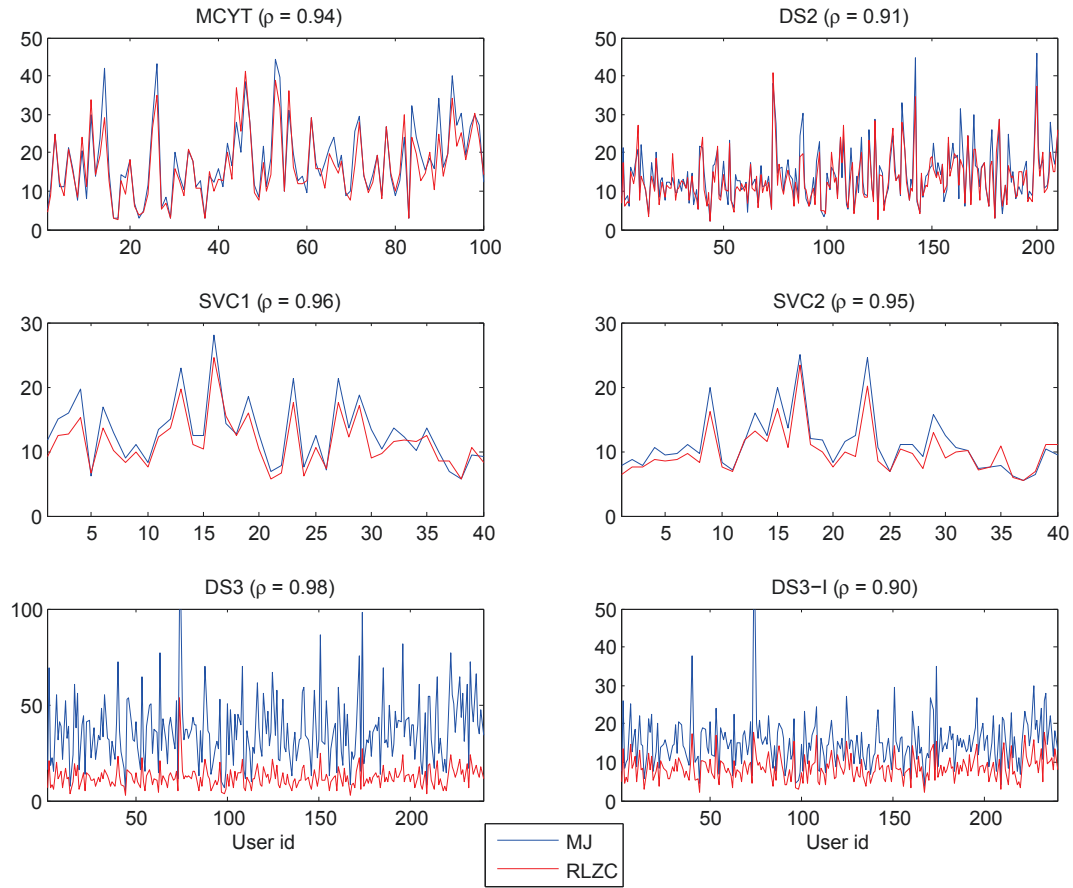 MCYT (ρ = 0.94)
50
40
30
20
10
0
20 40 60 80 100
DS2 (ρ = 0.91)
50
40
30
20
10
0
50 100 150 200
SVC1 (ρ = 0.96)
30
20
10
0
5 10 15 20 25 30 35 40
SVC2 (ρ = 0.95)
30
20
10
0
5 10 15 20 25 30 35 40
DS3 (ρ = 0.98)
100
50
0
50 100 150 200
User id
DS3−I (ρ = 0.90)
50
40
30
20
10
0
50 100 150 200
User id
MJ
RLZC